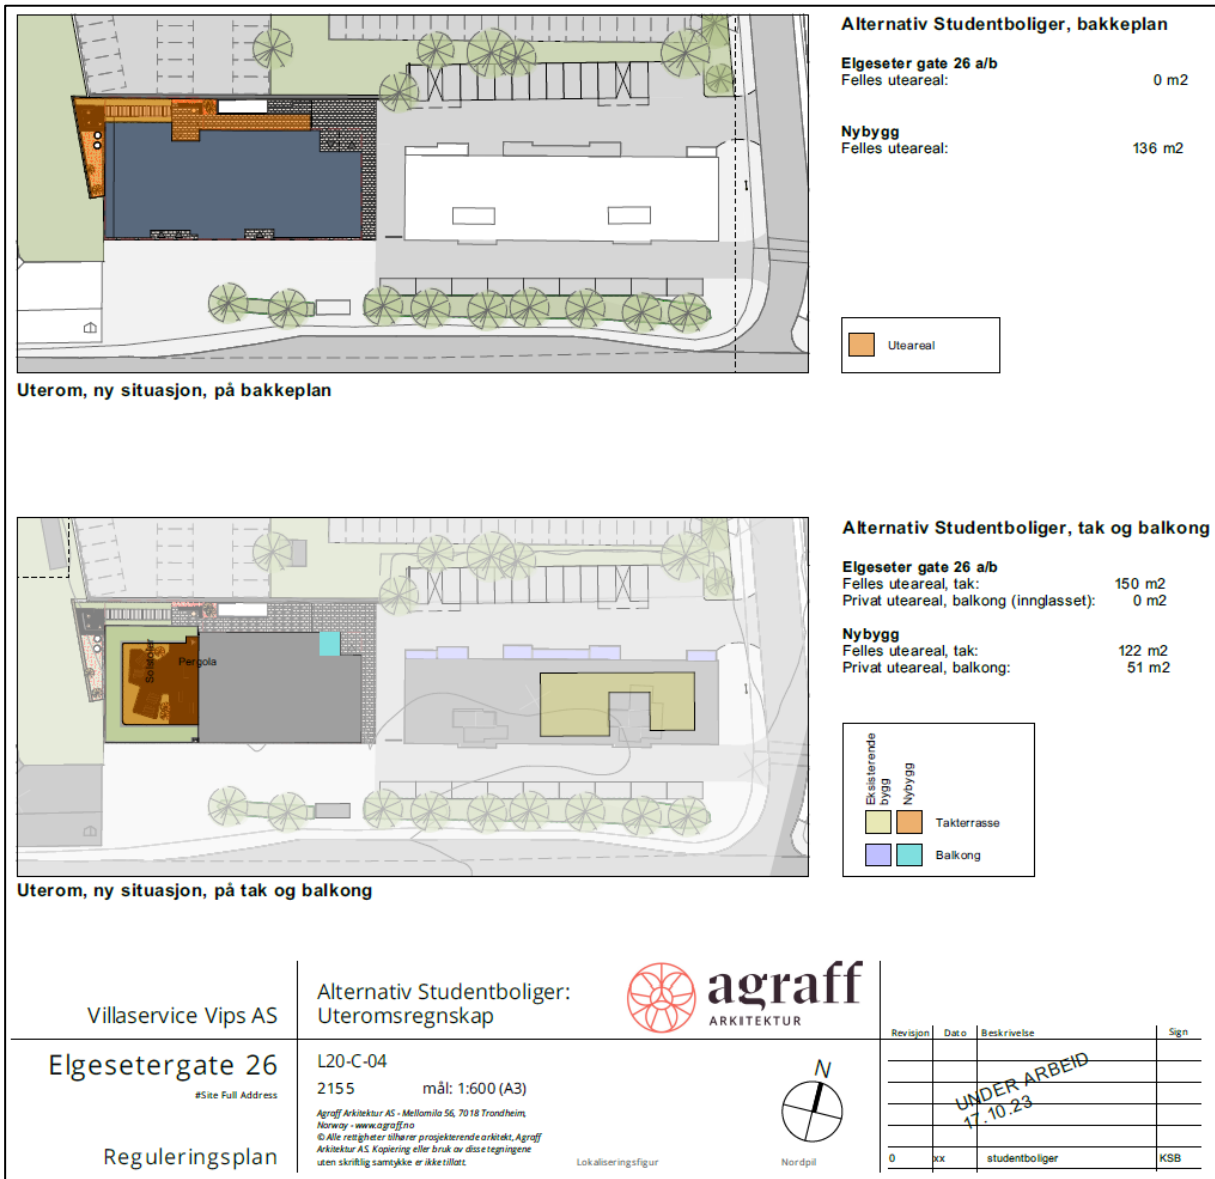 Alternativ Studentboliger, bakkeplan
Elgeseter gate 26 a/b
Felles uteareal: 0 m2
Nybygg
Felles uteareal: 136 m2
Uteareal
Uterom, ny situasjon, på bakkeplan
Alternativ Studentboliger, tak og balkong
Elgeseter gate 26 a/b
Felles uteareal, tak: 150 m2
Privat uteareal, balkong (innglasset): 0 m2
Nybygg
Felles uteareal, tak: 122 m2
Privat uteareal, balkong: 51 m2
Solstoler
Pergola
Eksisterende
bygg
Nybygg
Takterrasse
Balkong
Uterom, ny situasjon, på tak og balkong
Villaservice Vips AS
Alternativ Studentboliger:
Uteromsregnskap
agraff
ARKITEKTUR
Elgesetergate 26
#Site Full Address
Reguleringsplan
L20-C-04
2155 mål: 1:600 (A3)
Agraff Arkitektur AS - Mellomila 56, 7018 Trondheim,
Norway - www.agraff.no
© Alle rettigheter tilhører prosjekterende arkitekt, Agraff
Arkitektur AS. Kopiering eller bruk av disse tegningene
uten skriftlig samtykke er ikke tillatt.
Lokaliseringsfigur
N
Nordpil
Revisjon Dato Beskrivelse Sign
UNDER ARBEID
17.10.23
0 xx studentboliger KSB